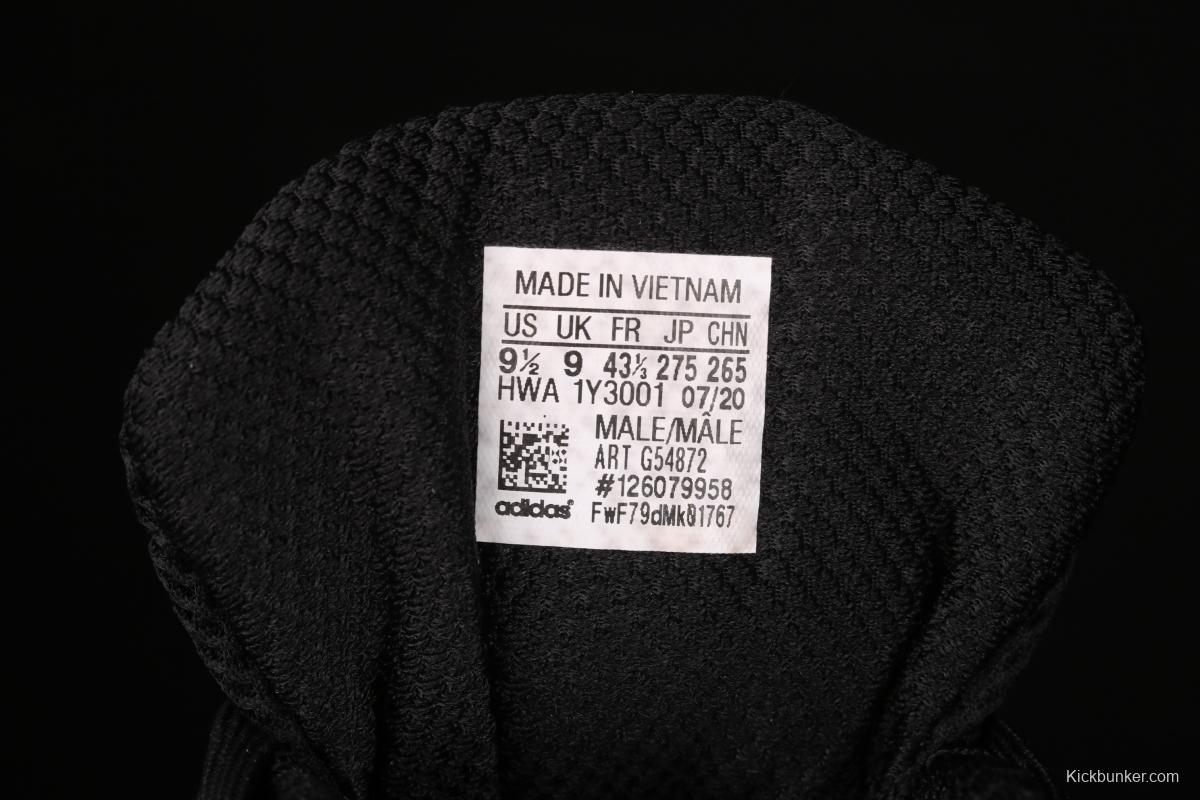 MADE IN VIETNAM
US UK FR JP CHN
9½ 9 43⅓ 275 265
HWA 1Y3001 07/20
MALE/MÂLE
ART G54872
#126079958
adidas FwF79dMk01767
Kickbunker.com